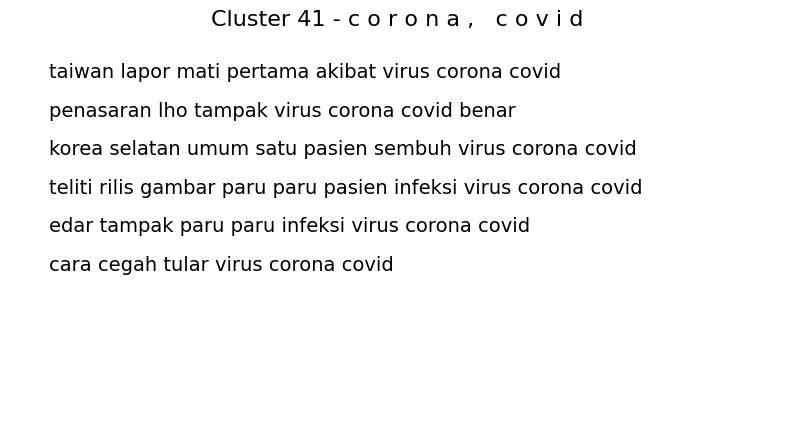 Cluster 41 - c o r o n a ,   c o v i d
taiwan lapor mati pertama akibat virus corona covid
penasaran lho tampak virus corona covid benar
korea selatan umum satu pasien sembuh virus corona covid
teliti rilis gambar paru paru pasien infeksi virus corona covid
edar tampak paru paru infeksi virus corona covid
cara cegah tular virus corona covid